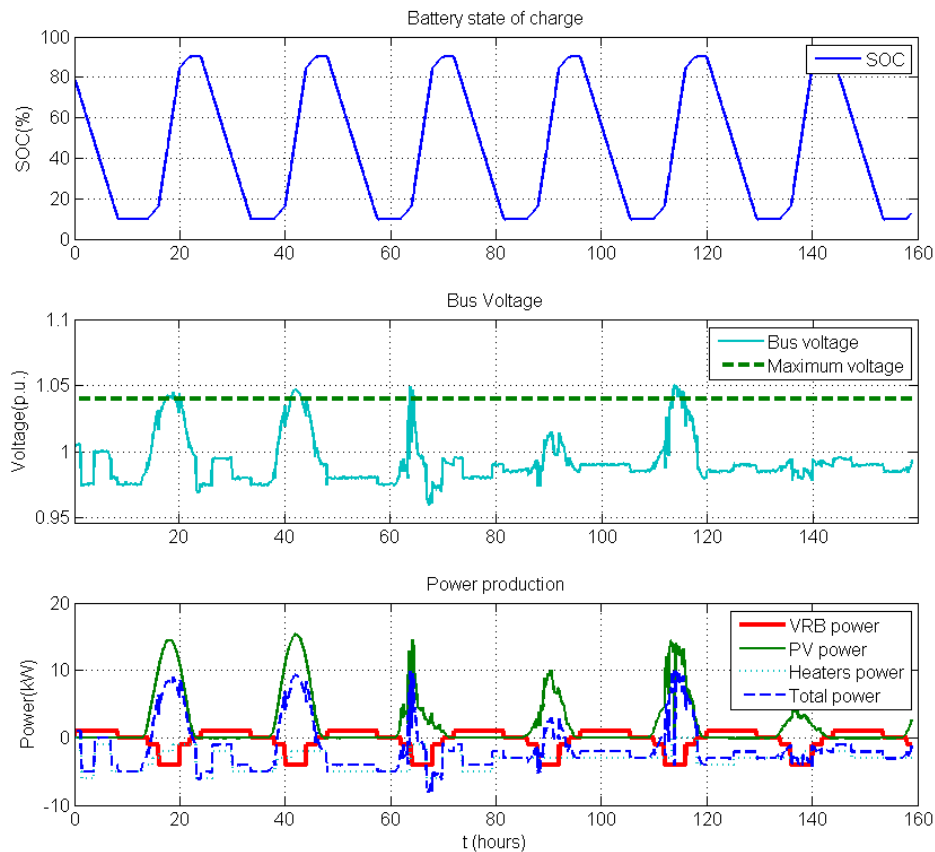 Battery state of charge
100
80
60
40
20
0
SOC(%)
SOC
0 20 40 60 80 100 120 140 160
Bus Voltage
1.1
1.05
1
0.95
Voltage(p.u.)
Bus voltage
Maximum voltage
20 40 60 80 100 120 140
Power production
20
10
0
-10
Power(kW)
VRB power
PV power
Heaters power
Total power
0 20 40 60 80 100 120 140 160
t (hours)